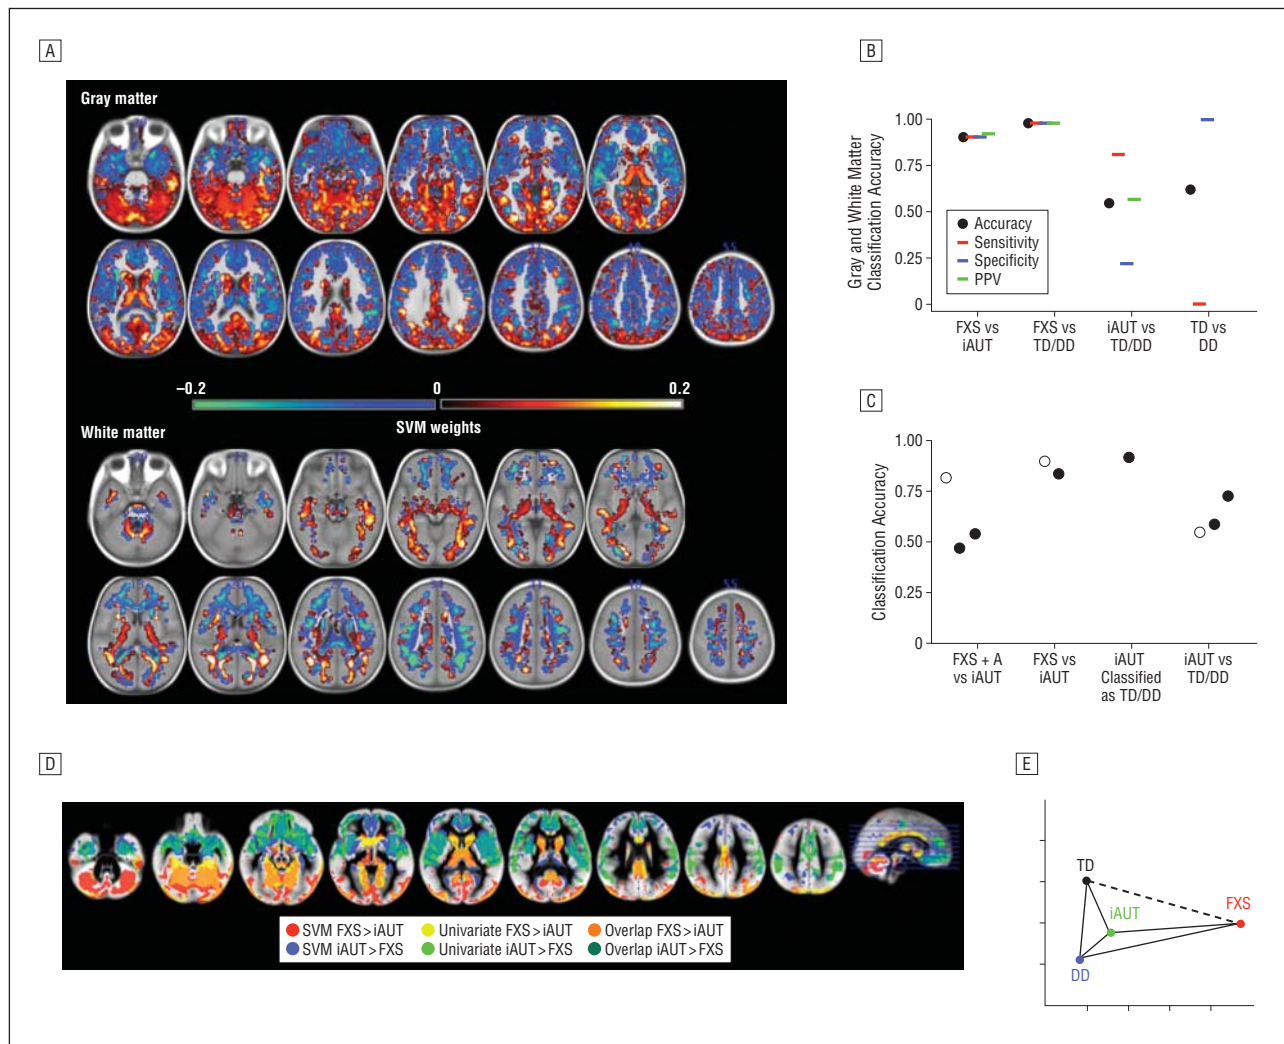 A
Gray matter
–0.2
0
0.2
SVM weights
White matter
B
Gray and White Matter
Classification Accuracy
1.00
0.75
0.50
0.25
0
Accuracy
Sensitivity
Specificity
PPV
FXS vs
iAUT
FXS vs
TD/DD
iAUT vs
TD/DD
TD vs
DD
C
Classification Accuracy
1.00
0.75
0.50
0.25
0
FXS + A
vs iAUT
FXS vs
iAUT
iAUT
Classified
as TD/DD
iAUT vs
TD/DD
D
SVM FXS>iAUT
SVM iAUT>FXS
Univariate FXS>iAUT
Univariate iAUT>FXS
Overlap FXS>iAUT
Overlap iAUT>FXS
E
TD
iAUT
FXS
DD